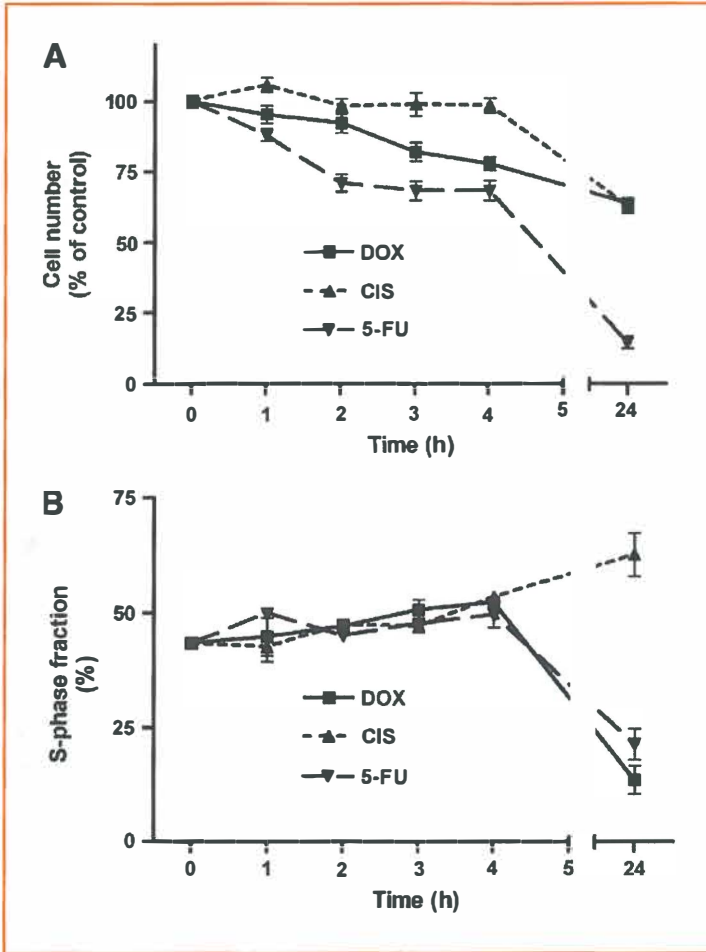 A
100
75
50
25
0
Cell number
(% of control)
DOX
CIS
5-FU
0 1 2 3 4 5 24
Time (h)
B
75
50
25
0
S-phase fraction
(%)
DOX
CIS
5-FU
0 1 2 3 4 5 24
Time (h)